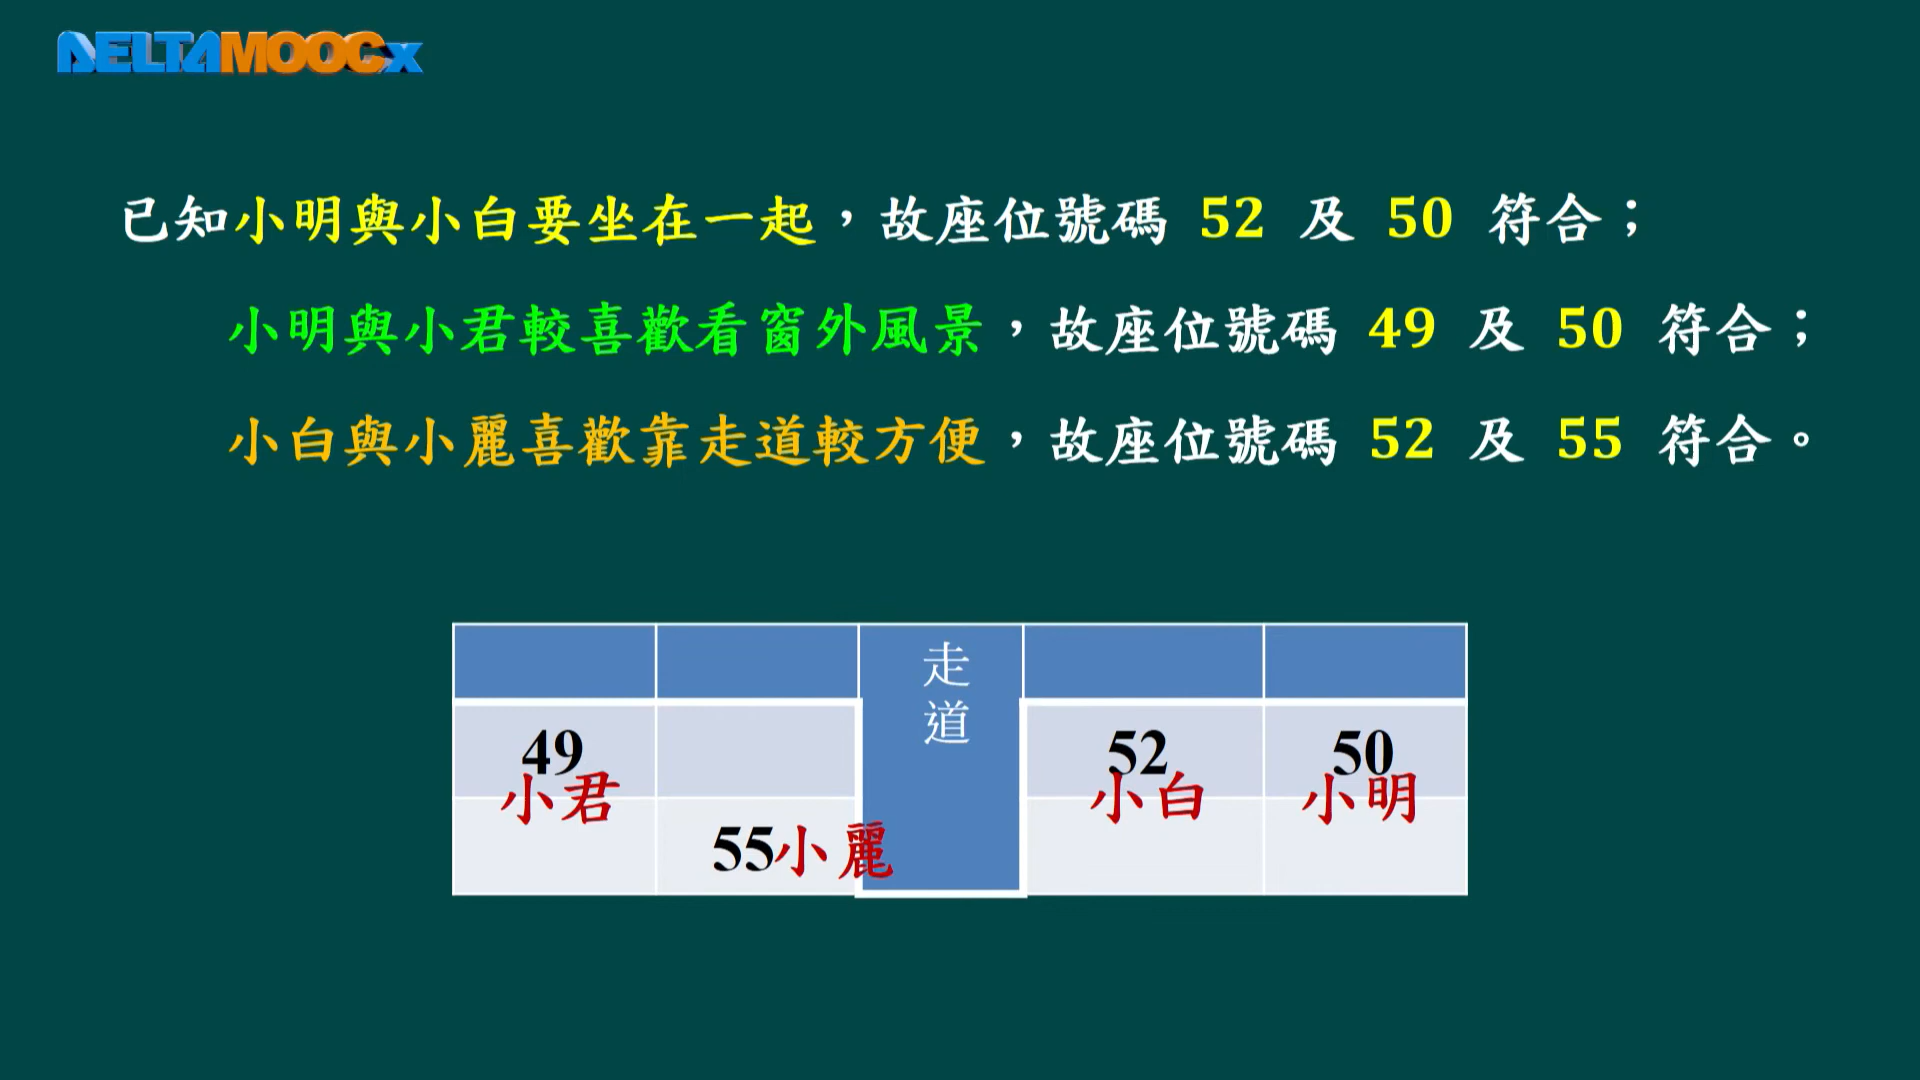 DELTAMOOCx
已知小明與小白要坐在一起，故座位號碼 52 及 50 符合；
小明與小君較喜歡看窗外風景，故座位號碼 49 及 50 符合；
小白與小麗喜歡靠走道較方便，故座位號碼 52 及 55 符合。
走
道
49 52 50
小君 小白 小明
55小麗